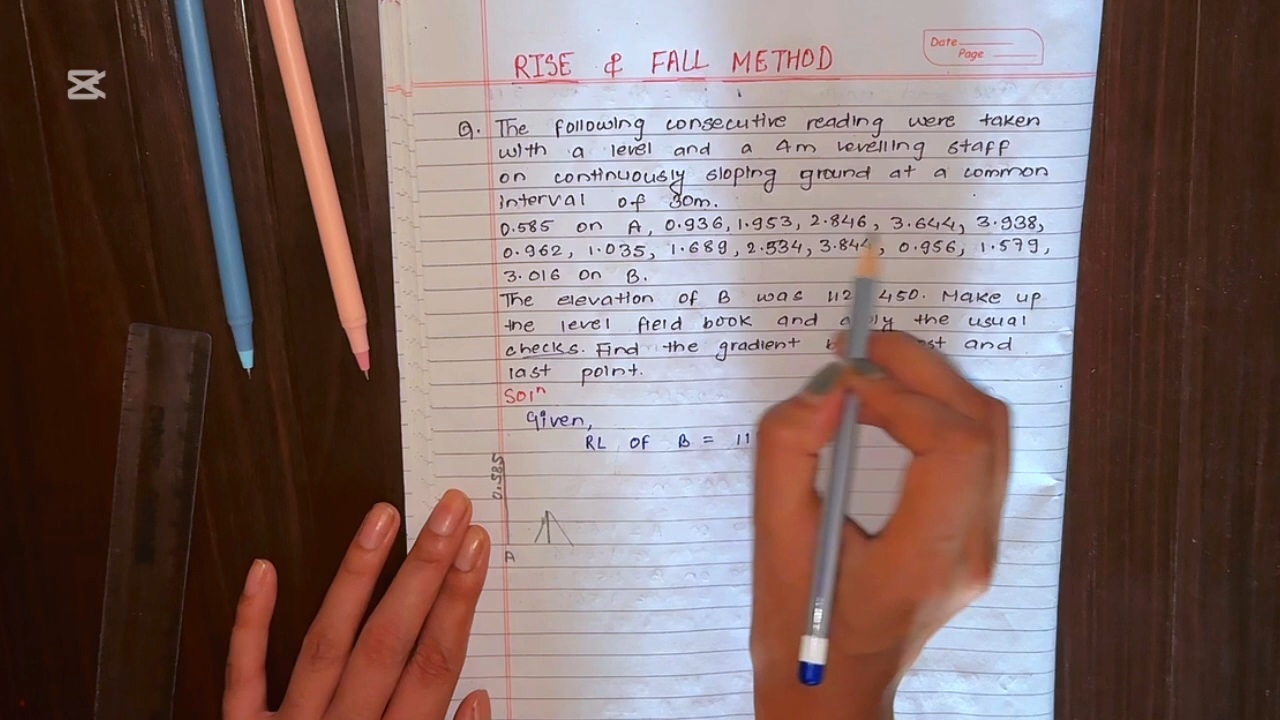 RISE & FALL METHOD
Date
Page
Q. The following consecutive reading were taken
with a level and a 4m levelling staff
on continuously sloping ground at a common
interval of 30m.
0.585 on A, 0.936, 1.953, 2.846, 3.644, 3.938,
0.962, 1.035, 1.689, 2.534, 3.844, 0.956, 1.579,
3.016 on B.
The elevation of B was 112 450. Make up
the level field book and the usual
checks. Find the gradient and
last point.
Soln
Given,
RL OF B = 11
0.585
A